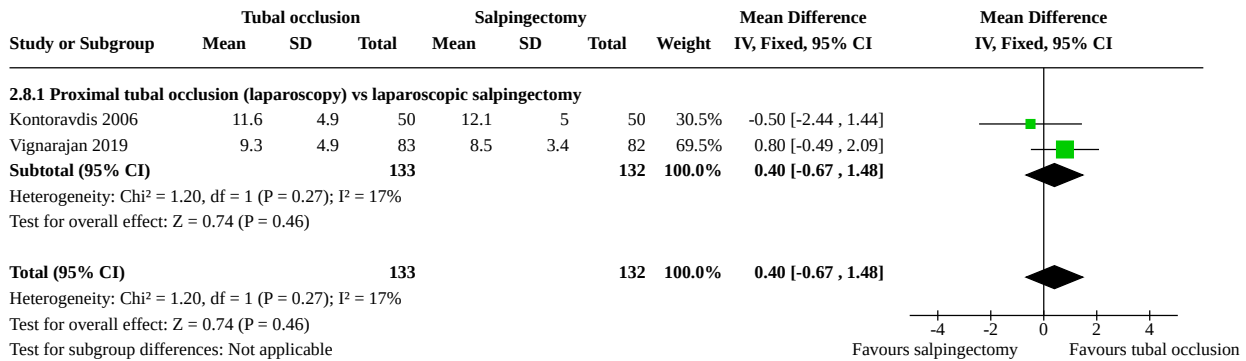 Tubal occlusion Salpingectomy Mean Difference Mean Difference
Study or Subgroup Mean SD Total Mean SD Total Weight IV, Fixed, 95% CI IV, Fixed, 95% CI
2.8.1 Proximal tubal occlusion (laparoscopy) vs laparoscopic salpingectomy
Kontoravdis 2006 11.6 4.9 50 12.1 5 50 30.5% -0.50 [-2.44 , 1.44]
Vignarajan 2019 9.3 4.9 83 8.5 3.4 82 69.5% 0.80 [-0.49 , 2.09]
Subtotal (95% CI) 133 132 100.0% 0.40 [-0.67 , 1.48]
Heterogeneity: Chi² = 1.20, df = 1 (P = 0.27); I² = 17%
Test for overall effect: Z = 0.74 (P = 0.46)
Total (95% CI) 133 132 100.0% 0.40 [-0.67 , 1.48]
Heterogeneity: Chi² = 1.20, df = 1 (P = 0.27); I² = 17%
Test for overall effect: Z = 0.74 (P = 0.46) -4 -2 0 2 4
Test for subgroup differences: Not applicable Favours salpingectomy Favours tubal occlusion